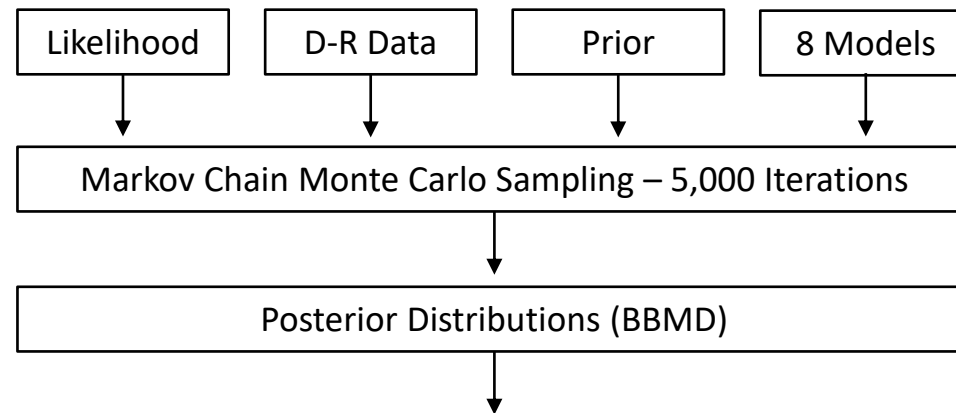 Likelihood
D-R Data
Prior
8 Models
Markov Chain Monte Carlo Sampling – 5,000 Iterations
Posterior Distributions (BBMD)